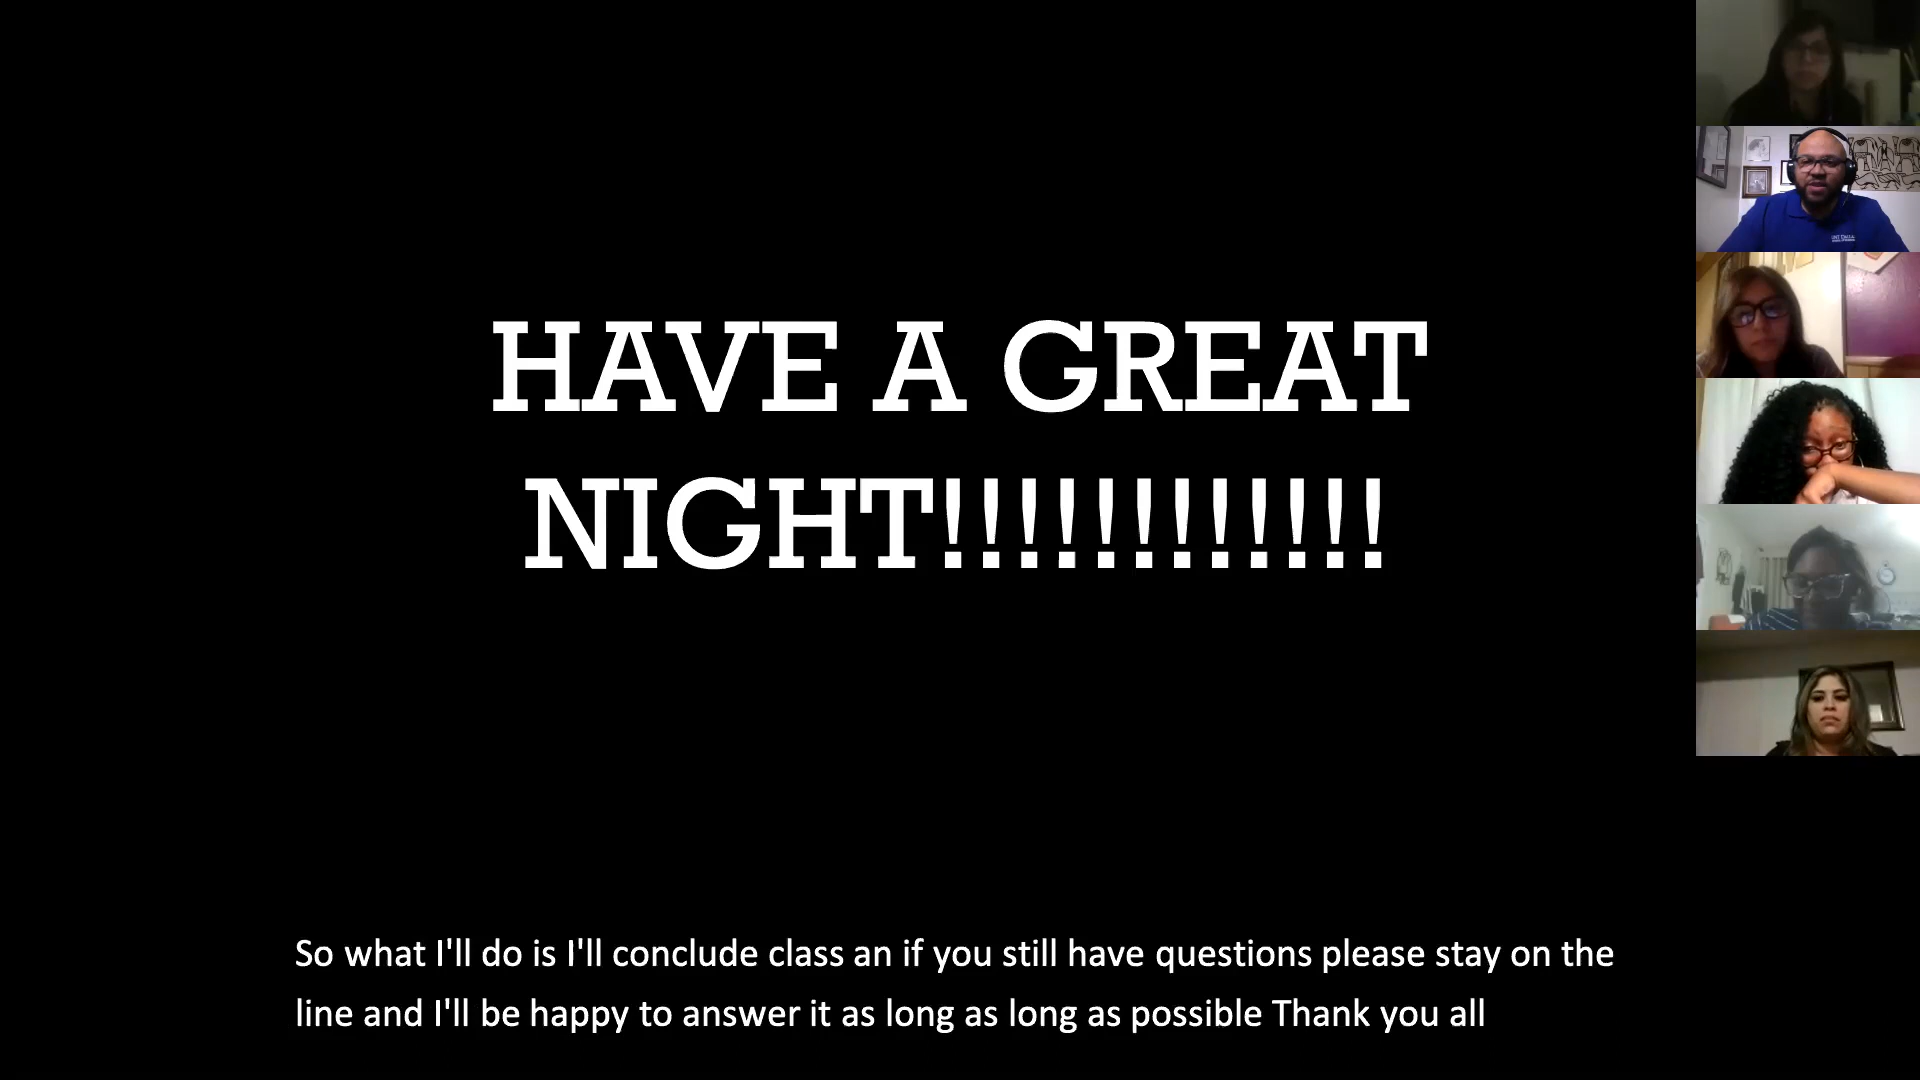 HAVE A GREAT
NIGHT!!!!!!!!!!!!
So what I'll do is I'll conclude class an if you still have questions please stay on the
line and I'll be happy to answer it as long as long as possible Thank you all